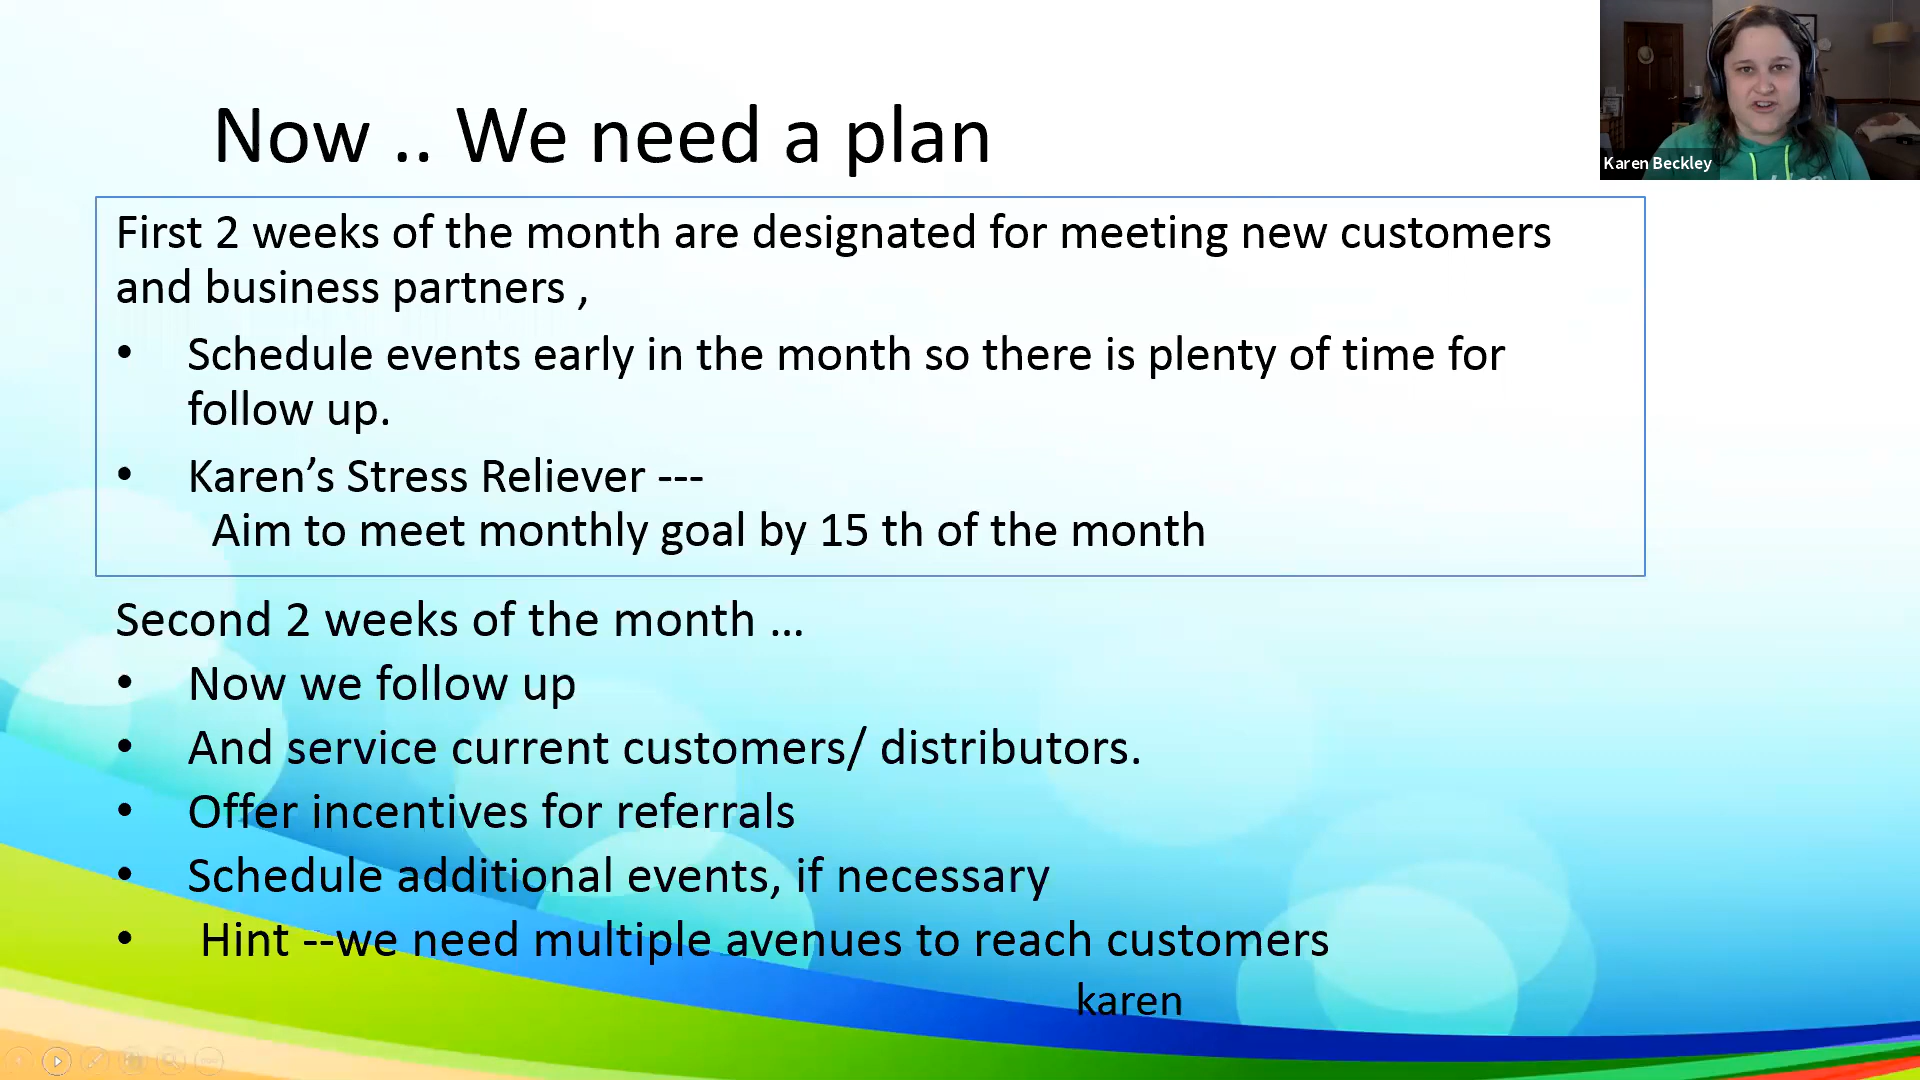 Now .. We need a plan
Karen Beckley
First 2 weeks of the month are designated for meeting new customers
and business partners ,
• Schedule events early in the month so there is plenty of time for
follow up.
• Karen’s Stress Reliever ---
Aim to meet monthly goal by 15 th of the month
Second 2 weeks of the month ...
• Now we follow up
• And service current customers/ distributors.
• Offer incentives for referrals
• Schedule additional events, if necessary
• Hint --we need multiple avenues to reach customers
karen